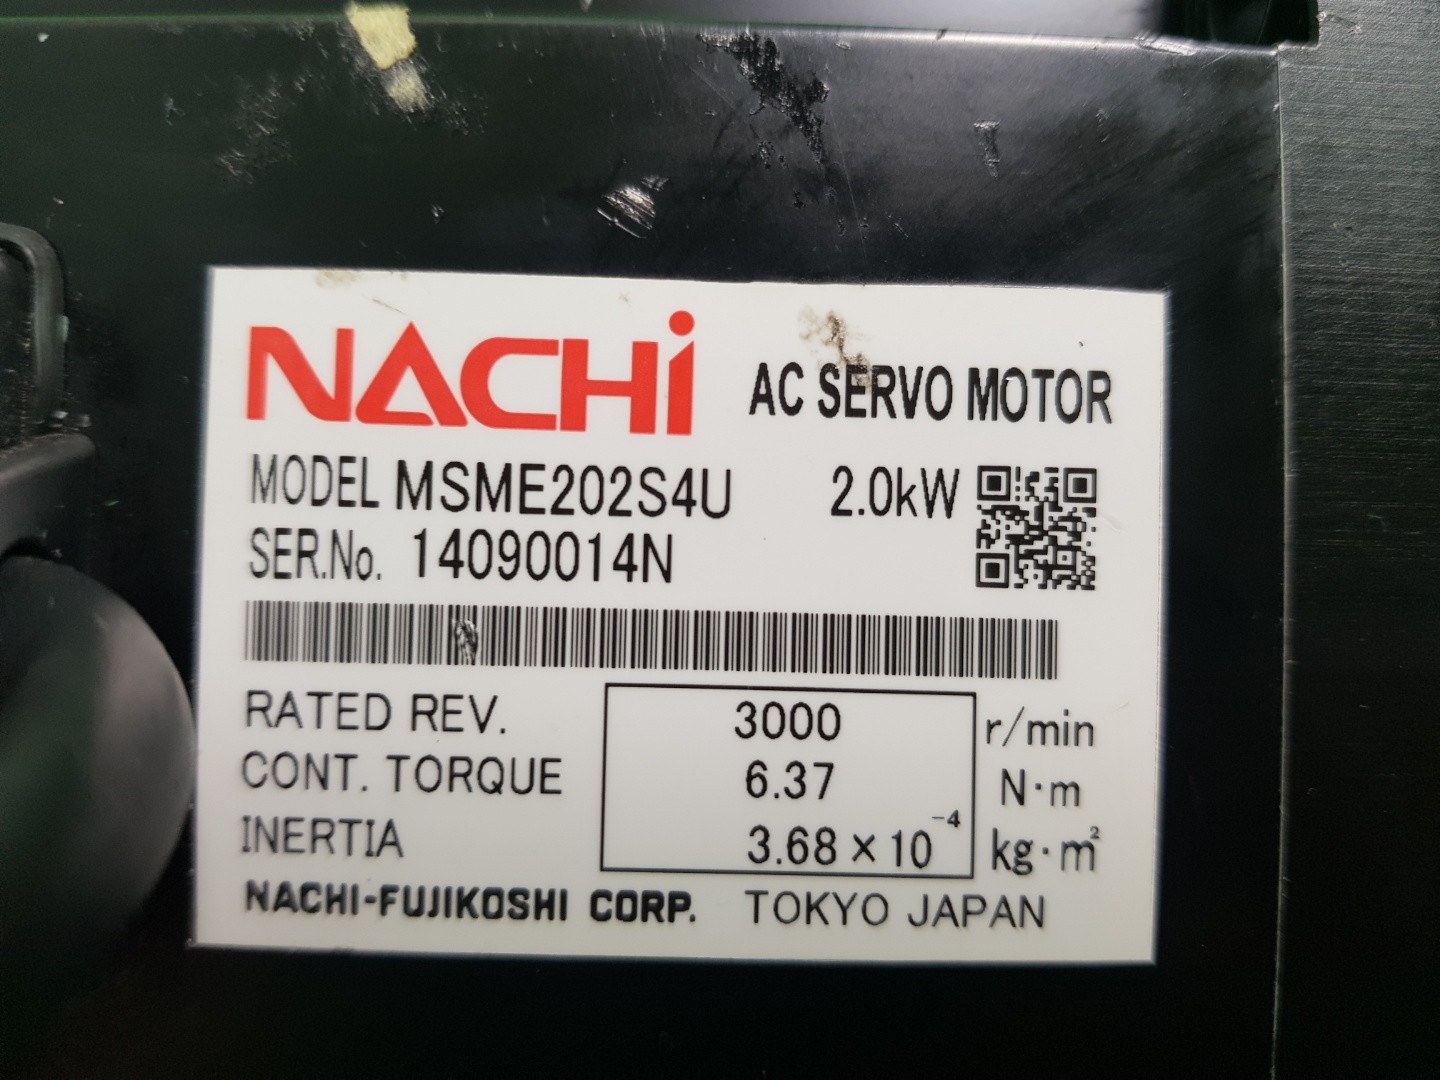 NACHi AC SERVO MOTOR
MODEL MSME202S4U 2.0kW
SER.No. 14090014N
RATED REV. 3000 r/min
CONT. TORQUE 6.37 N·m
INERTIA 3.68×10⁻⁴ kg·m²
NACHI-FUJIKOSHI CORP. TOKYO JAPAN